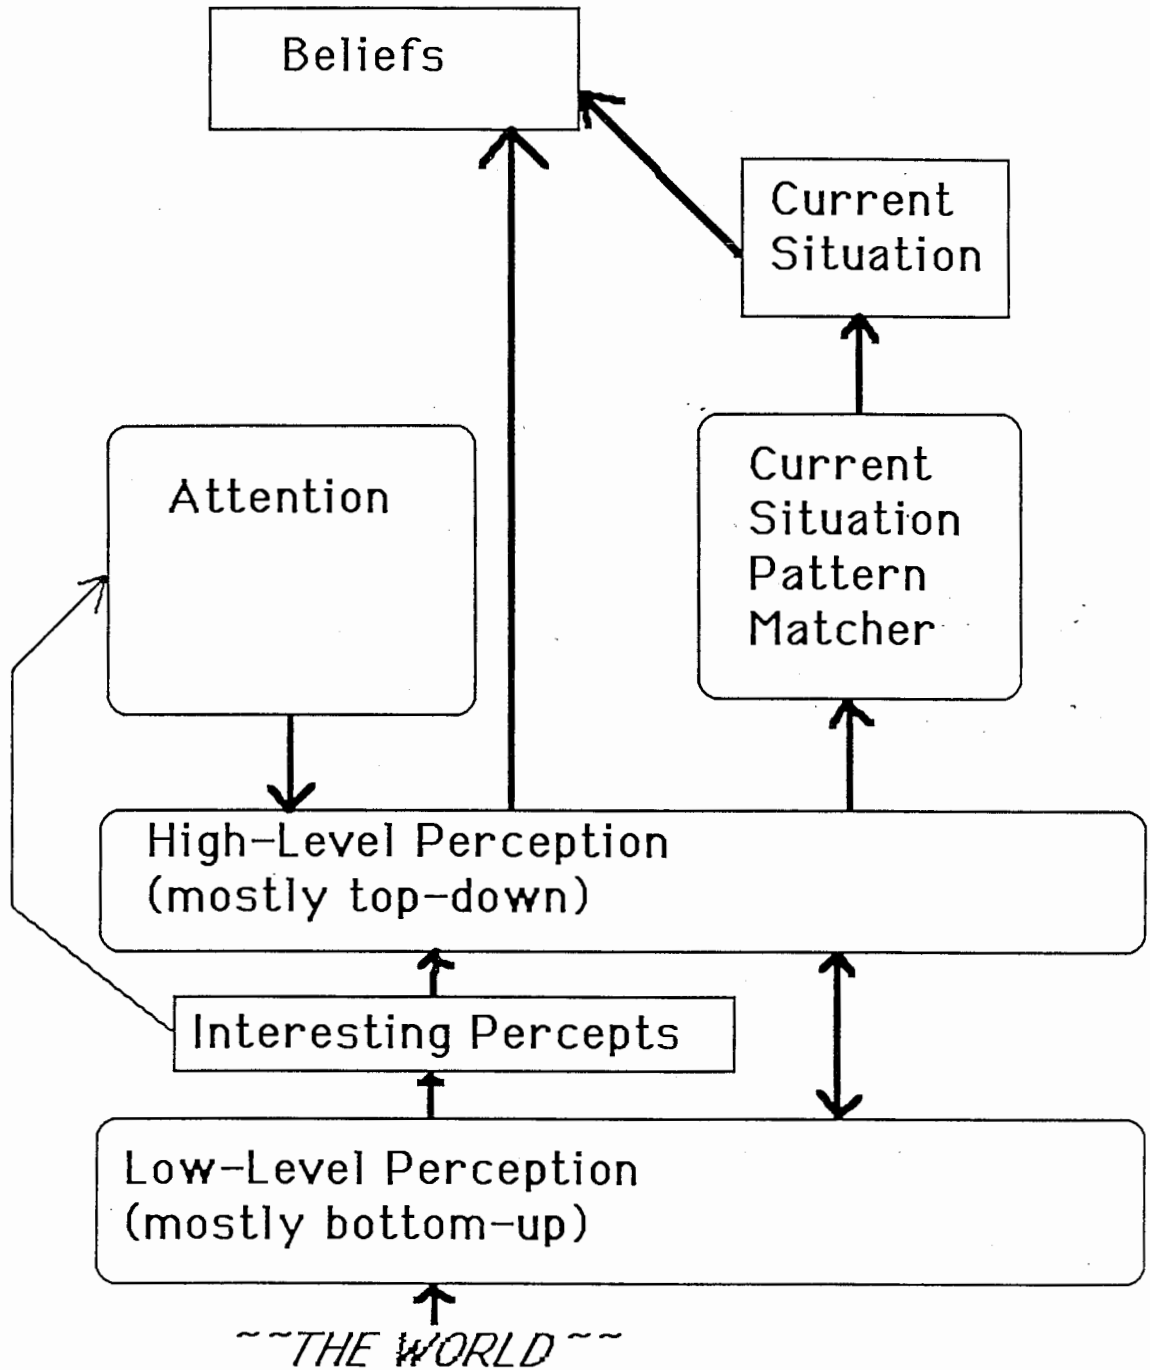 Beliefs
Current
Situation
Attention
Current
Situation
Pattern
Matcher
High-Level Perception
(mostly top-down)
Interesting Percepts
Low-Level Perception
(mostly bottom-up)
~~THE WORLD~~